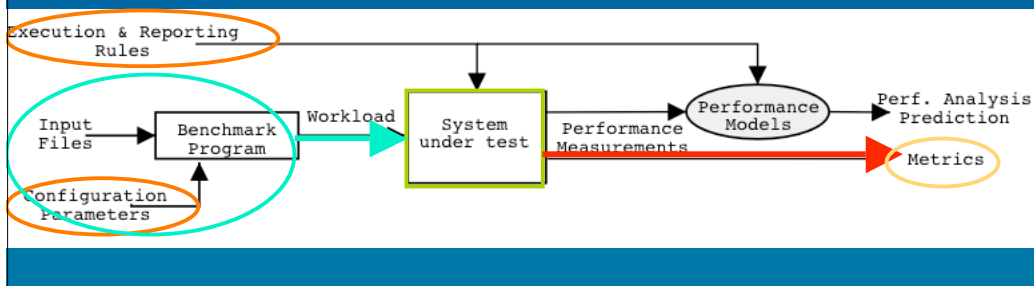 Execution & Reporting
Rules
Input
Files
Benchmark
Program
Workload
System
under test
Performance
Measurements
Performance
Models
Perf. Analysis
Prediction
Metrics
Configuration
Parameters